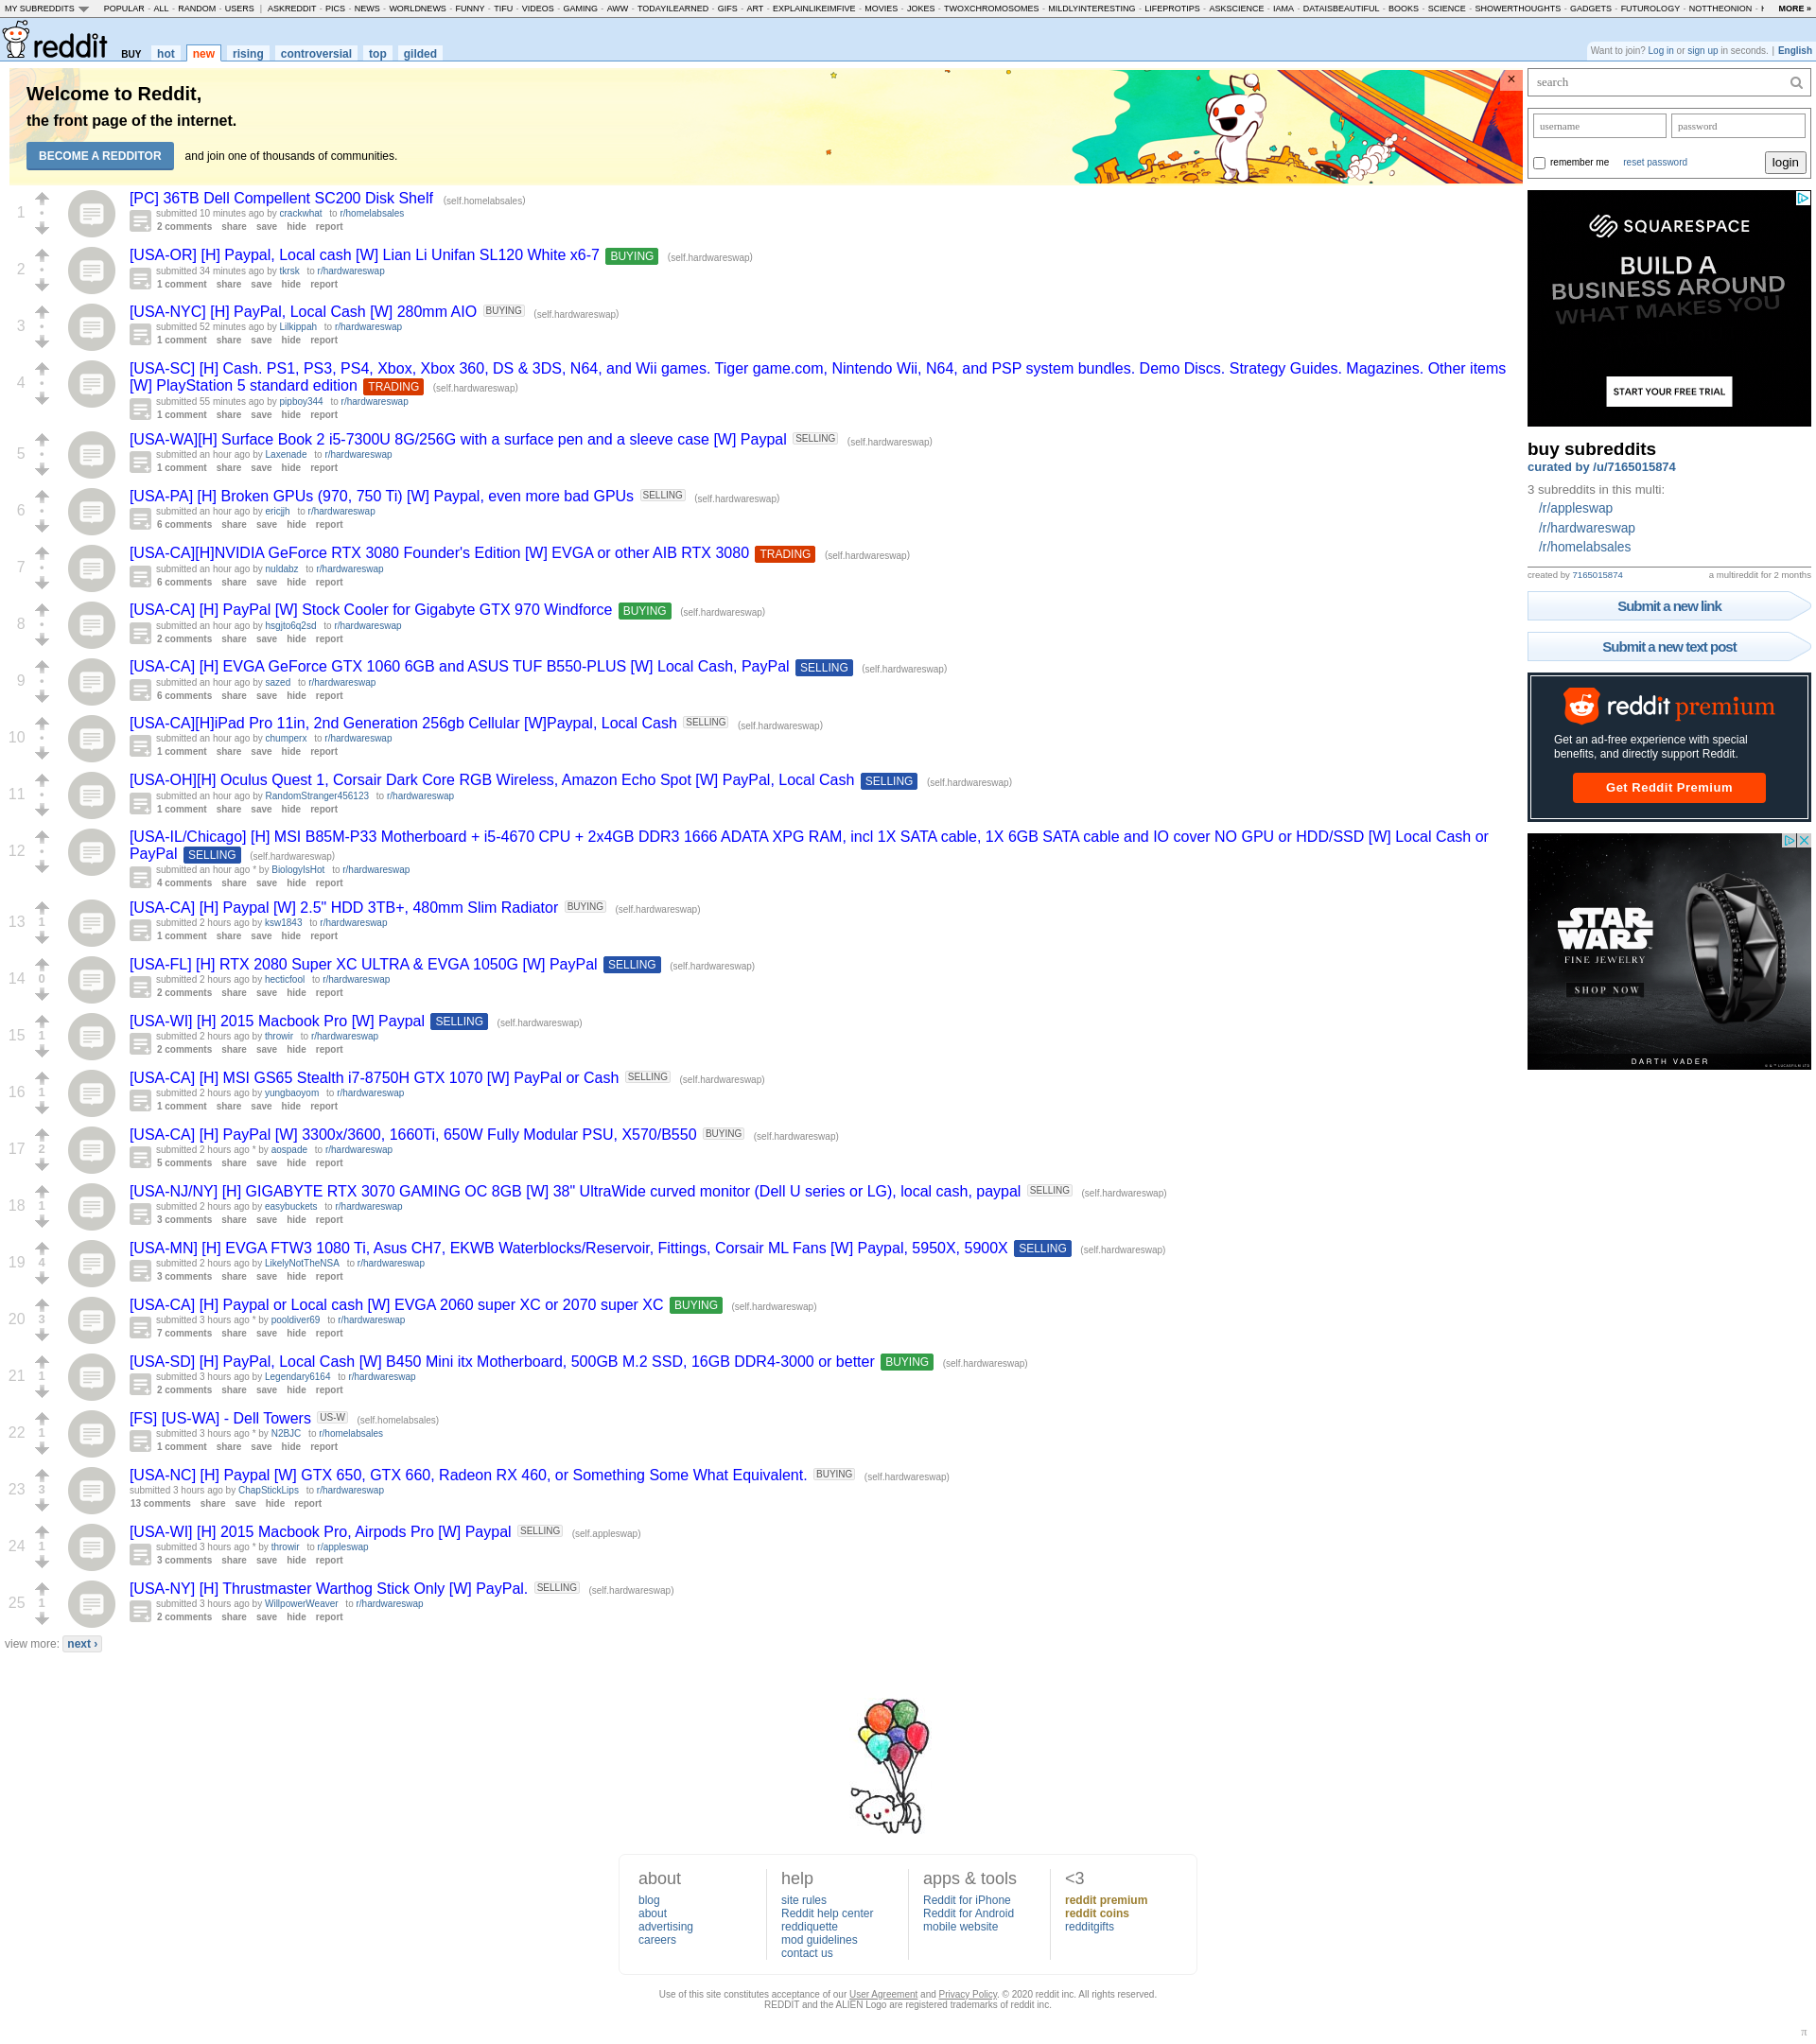 MY SUBREDDITS POPULAR - ALL - RANDOM - USERS | ASKREDDIT - PICS - NEWS - WORLDNEWS - FUNNY - TIFU - VIDEOS - GAMING - AWW - TODAYILEARNED - GIFS - ART - EXPLAINLIKEIMFIVE - MOVIES - JOKES - TWOXCHROMOSOMES - MILDLYINTERESTING - LIFEPROTIPS - ASKSCIENCE - IAMA - DATAISBEAUTIFUL - BOOKS - SCIENCE - SHOWERTHOUGHTS - GADGETS - FUTUROLOGY - NOTTHEONION - MORE »
reddit BUY hot new rising controversial top gilded
Want to join? Log in or sign up in seconds. | English
Welcome to Reddit,
the front page of the internet.
BECOME A REDDITOR and join one of thousands of communities.
×
1
[PC] 36TB Dell Compellent SC200 Disk Shelf (self.homelabsales)
submitted 10 minutes ago by crackwhat to r/homelabsales
2 comments share save hide report
2
[USA-OR] [H] Paypal, Local cash [W] Lian Li Unifan SL120 White x6-7 BUYING (self.hardwareswap)
submitted 34 minutes ago by tkrsk to r/hardwareswap
1 comment share save hide report
3
[USA-NYC] [H] PayPal, Local Cash [W] 280mm AIO BUYING (self.hardwareswap)
submitted 52 minutes ago by Lilkippah to r/hardwareswap
1 comment share save hide report
4
[USA-SC] [H] Cash. PS1, PS3, PS4, Xbox, Xbox 360, DS & 3DS, N64, and Wii games. Tiger game.com, Nintendo Wii, N64, and PSP system bundles. Demo Discs. Strategy Guides. Magazines. Other items
[W] PlayStation 5 standard edition TRADING (self.hardwareswap)
submitted 55 minutes ago by pipboy344 to r/hardwareswap
1 comment share save hide report
5
[USA-WA][H] Surface Book 2 i5-7300U 8G/256G with a surface pen and a sleeve case [W] Paypal SELLING (self.hardwareswap)
submitted an hour ago by Laxenade to r/hardwareswap
1 comment share save hide report
6
[USA-PA] [H] Broken GPUs (970, 750 Ti) [W] Paypal, even more bad GPUs SELLING (self.hardwareswap)
submitted an hour ago by ericjjh to r/hardwareswap
6 comments share save hide report
7
[USA-CA][H]NVIDIA GeForce RTX 3080 Founder's Edition [W] EVGA or other AIB RTX 3080 TRADING (self.hardwareswap)
submitted an hour ago by nuldabz to r/hardwareswap
6 comments share save hide report
8
[USA-CA] [H] PayPal [W] Stock Cooler for Gigabyte GTX 970 Windforce BUYING (self.hardwareswap)
submitted an hour ago by hsgjto6q2sd to r/hardwareswap
2 comments share save hide report
9
[USA-CA] [H] EVGA GeForce GTX 1060 6GB and ASUS TUF B550-PLUS [W] Local Cash, PayPal SELLING (self.hardwareswap)
submitted an hour ago by sazed to r/hardwareswap
6 comments share save hide report
10
[USA-CA][H]iPad Pro 11in, 2nd Generation 256gb Cellular [W]Paypal, Local Cash SELLING (self.hardwareswap)
submitted an hour ago by chumperx to r/hardwareswap
1 comment share save hide report
11
[USA-OH][H] Oculus Quest 1, Corsair Dark Core RGB Wireless, Amazon Echo Spot [W] PayPal, Local Cash SELLING (self.hardwareswap)
submitted an hour ago by RandomStranger456123 to r/hardwareswap
1 comment share save hide report
12
[USA-IL/Chicago] [H] MSI B85M-P33 Motherboard + i5-4670 CPU + 2x4GB DDR3 1666 ADATA XPG RAM, incl 1X SATA cable, 1X 6GB SATA cable and IO cover NO GPU or HDD/SSD [W] Local Cash or
PayPal SELLING (self.hardwareswap)
submitted an hour ago * by BiologyIsHot to r/hardwareswap
4 comments share save hide report
13 1
[USA-CA] [H] Paypal [W] 2.5" HDD 3TB+, 480mm Slim Radiator BUYING (self.hardwareswap)
submitted 2 hours ago by ksw1843 to r/hardwareswap
1 comment share save hide report
14 0
[USA-FL] [H] RTX 2080 Super XC ULTRA & EVGA 1050G [W] PayPal SELLING (self.hardwareswap)
submitted 2 hours ago by hecticfool to r/hardwareswap
2 comments share save hide report
15 1
[USA-WI] [H] 2015 Macbook Pro [W] Paypal SELLING (self.hardwareswap)
submitted 2 hours ago by throwir to r/hardwareswap
2 comments share save hide report
16 1
[USA-CA] [H] MSI GS65 Stealth i7-8750H GTX 1070 [W] PayPal or Cash SELLING (self.hardwareswap)
submitted 2 hours ago by yungbaoyom to r/hardwareswap
1 comment share save hide report
17 2
[USA-CA] [H] PayPal [W] 3300x/3600, 1660Ti, 650W Fully Modular PSU, X570/B550 BUYING (self.hardwareswap)
submitted 2 hours ago * by aospade to r/hardwareswap
5 comments share save hide report
18 1
[USA-NJ/NY] [H] GIGABYTE RTX 3070 GAMING OC 8GB [W] 38" UltraWide curved monitor (Dell U series or LG), local cash, paypal SELLING (self.hardwareswap)
submitted 2 hours ago by easybuckets to r/hardwareswap
3 comments share save hide report
19 4
[USA-MN] [H] EVGA FTW3 1080 Ti, Asus CH7, EKWB Waterblocks/Reservoir, Fittings, Corsair ML Fans [W] Paypal, 5950X, 5900X SELLING (self.hardwareswap)
submitted 2 hours ago by LikelyNotTheNSA to r/hardwareswap
3 comments share save hide report
20 3
[USA-CA] [H] Paypal or Local cash [W] EVGA 2060 super XC or 2070 super XC BUYING (self.hardwareswap)
submitted 3 hours ago * by pooldiver69 to r/hardwareswap
7 comments share save hide report
21 1
[USA-SD] [H] PayPal, Local Cash [W] B450 Mini itx Motherboard, 500GB M.2 SSD, 16GB DDR4-3000 or better BUYING (self.hardwareswap)
submitted 3 hours ago by Legendary6164 to r/hardwareswap
2 comments share save hide report
22 1
[FS] [US-WA] - Dell Towers US-W (self.homelabsales)
submitted 3 hours ago * by N2BJC to r/homelabsales
1 comment share save hide report
23 3
[USA-NC] [H] Paypal [W] GTX 650, GTX 660, Radeon RX 460, or Something Some What Equivalent. BUYING (self.hardwareswap)
submitted 3 hours ago by ChapStickLips to r/hardwareswap
13 comments share save hide report
24 1
[USA-WI] [H] 2015 Macbook Pro, Airpods Pro [W] Paypal SELLING (self.appleswap)
submitted 3 hours ago * by throwir to r/appleswap
3 comments share save hide report
25 1
[USA-NY] [H] Thrustmaster Warthog Stick Only [W] PayPal. SELLING (self.hardwareswap)
submitted 3 hours ago by WillpowerWeaver to r/hardwareswap
2 comments share save hide report
view more: next ›
search
username password
remember me reset password login
SQUARESPACE
BUILD A
BUSINESS AROUND
WHAT MAKES YOU
START YOUR FREE TRIAL
buy subreddits
curated by /u/7165015874
3 subreddits in this multi:
/r/appleswap
/r/hardwareswap
/r/homelabsales
created by 7165015874 a multireddit for 2 months
Submit a new link
Submit a new text post
reddit premium
Get an ad-free experience with special
benefits, and directly support Reddit.
Get Reddit Premium
STAR
WARS
FINE JEWELRY
SHOP NOW
DARTH VADER
about
blog
about
advertising
careers
help
site rules
Reddit help center
reddiquette
mod guidelines
contact us
apps & tools
Reddit for iPhone
Reddit for Android
mobile website
<3
reddit premium
reddit coins
redditgifts
Use of this site constitutes acceptance of our User Agreement and Privacy Policy. © 2020 reddit inc. All rights reserved.
REDDIT and the ALIEN Logo are registered trademarks of reddit inc.
π